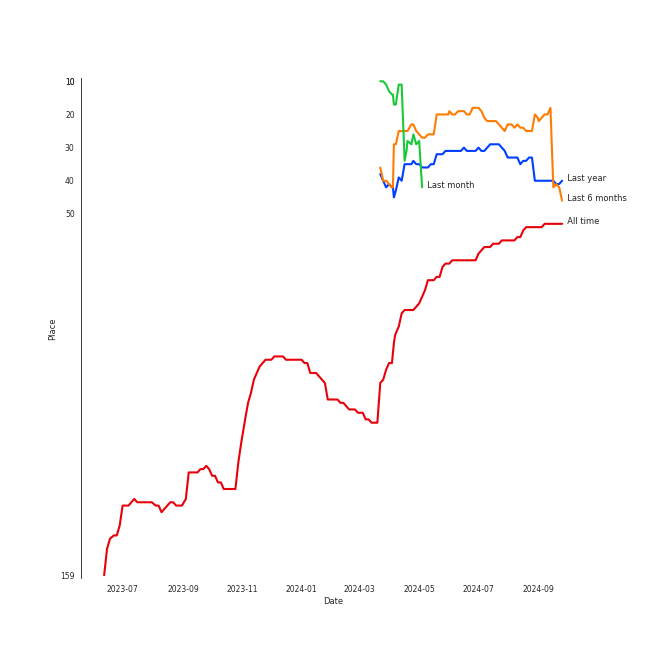 10
20
30
40
50
159
Place
Last month
Last year
Last 6 months
All time
2023-07
2023-09
2023-11
2024-01
2024-03
2024-05
2024-07
2024-09
Date